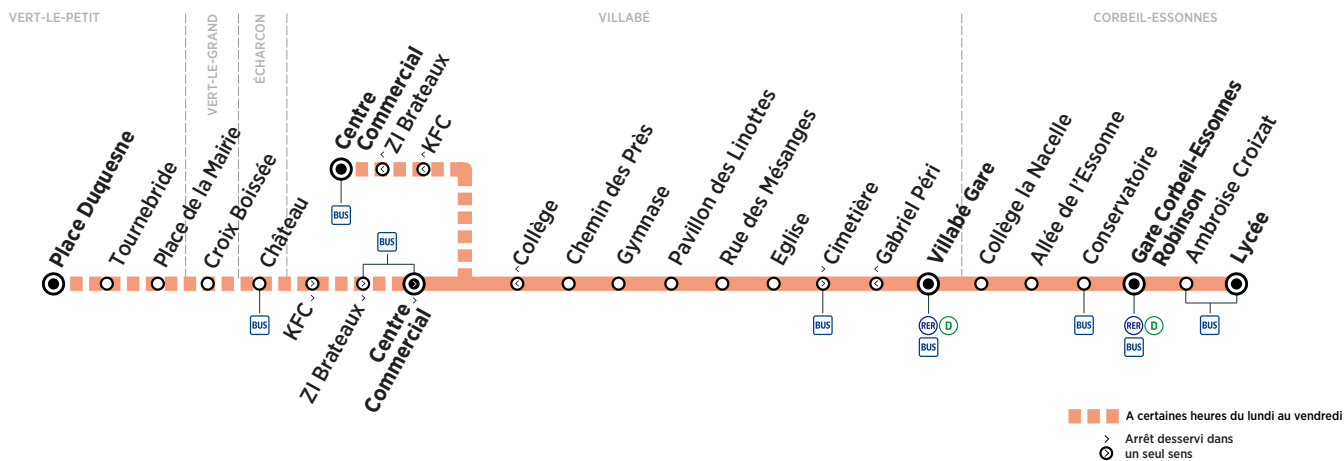 VERT-LE-PETIT
VERT-LE-GRAND
ÉCHARCON
VILLABÉ
CORBEIL-ESSONNES
Centre
Commercial
ZI Brateaux
KFC
BUS
Place Duquesne
Tournebride
Place de la Mairie
Croix Boissée
Château
BUS
KFC
ZI Brateaux
BUS
Centre
Commercial
Collège
Chemin des Près
Gymnase
Pavillon des Linottes
Rue des Mésanges
Eglise
Cimetière
BUS
Gabriel Péri
Villabé Gare
RER D
BUS
Collège la Nacelle
Allée de l'Essonne
Conservatoire
BUS
Gare Corbeil-Essonnes
Robinson
RER D
BUS
Ambroise Croizat
Lycée
BUS
A certaines heures du lundi au vendredi
Arrêt desservi dans
un seul sens